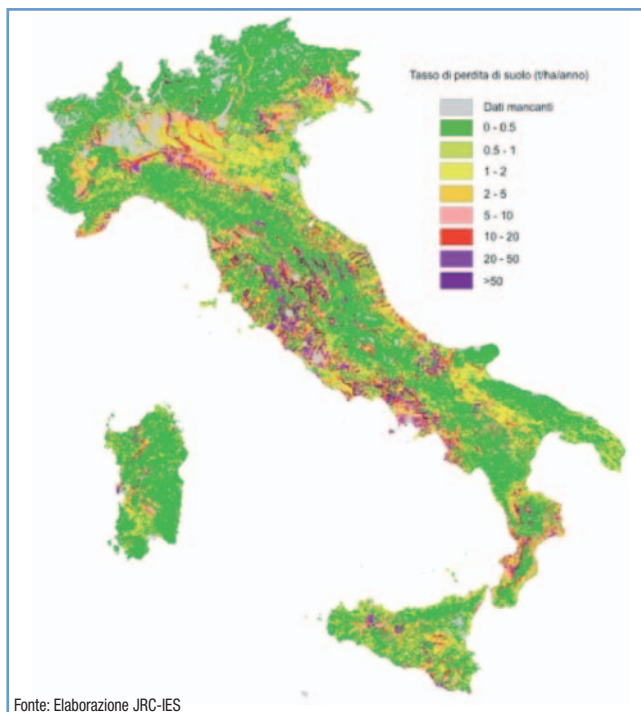 Tasso di perdita di suolo (t/ha/anno)
Dati mancanti
0 - 0.5
0.5 - 1
1 - 2
2 - 5
5 - 10
10 - 20
20 - 50
>50
Fonte: Elaborazione JRC-IES